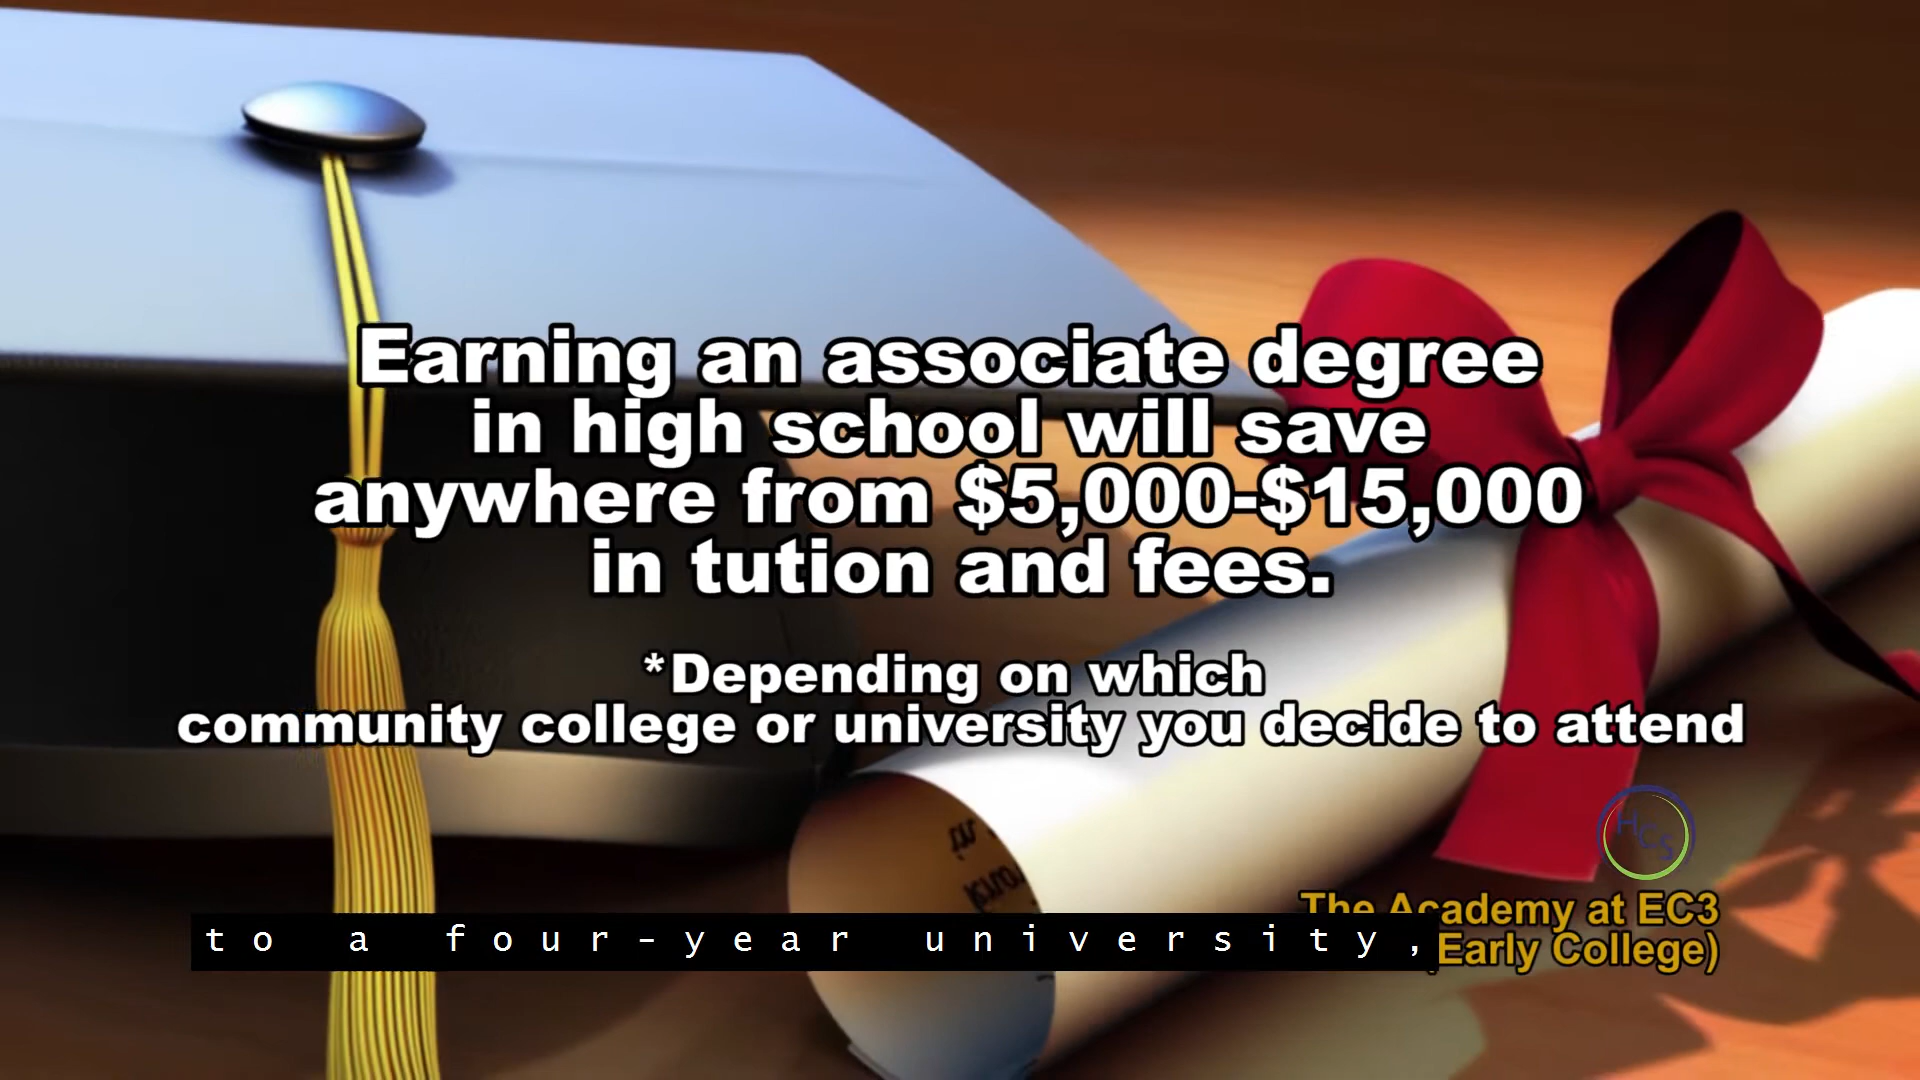 Earning an associate degree
in high school will save
anywhere from $5,000-$15,000
in tution and fees.
*Depending on which
community college or university you decide to attend
HCS
The Academy at EC3
(Early College)
to a four-year university,